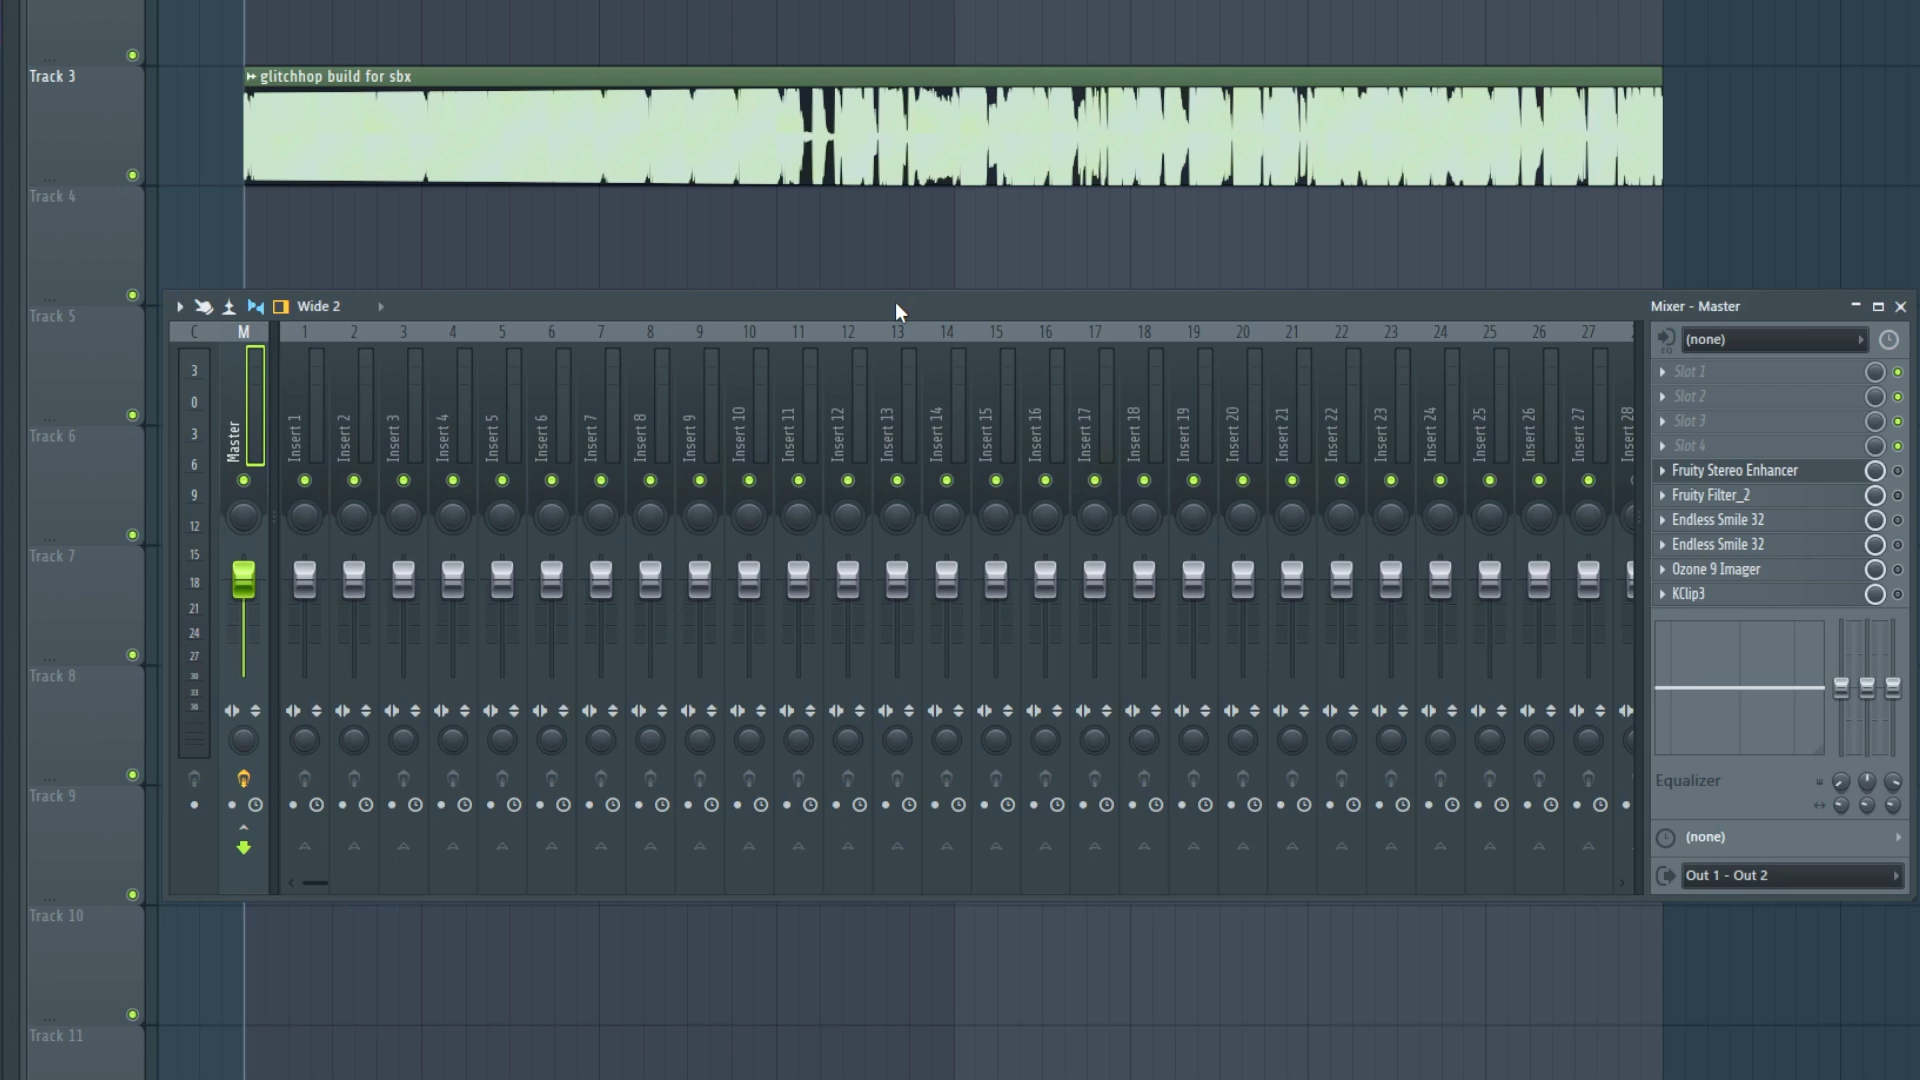 Track 3
glitchhop build for sbx
Track 4
Track 5
Track 6
Track 7
Track 8
Track 9
Track 10
Track 11
Wide 2
C M 1 2 3 4 5 6 7 8 9 10 11 12 13 14 15 16 17 18 19 20 21 22 23 24 25 26 27
3
0
3
6
9
12
15
18
21
24
27
30
33
36
Master
Insert 1
Insert 2
Insert 3
Insert 4
Insert 5
Insert 6
Insert 7
Insert 8
Insert 9
Insert 10
Insert 11
Insert 12
Insert 13
Insert 14
Insert 15
Insert 16
Insert 17
Insert 18
Insert 19
Insert 20
Insert 21
Insert 22
Insert 23
Insert 24
Insert 25
Insert 26
Insert 27
Insert 28
Mixer - Master
EQ
(none)
Slot 1
Slot 2
Slot 3
Slot 4
Fruity Stereo Enhancer
Fruity Filter_2
Endless Smile 32
Endless Smile 32
Ozone 9 Imager
KClip3
Equalizer
(none)
Out 1 - Out 2